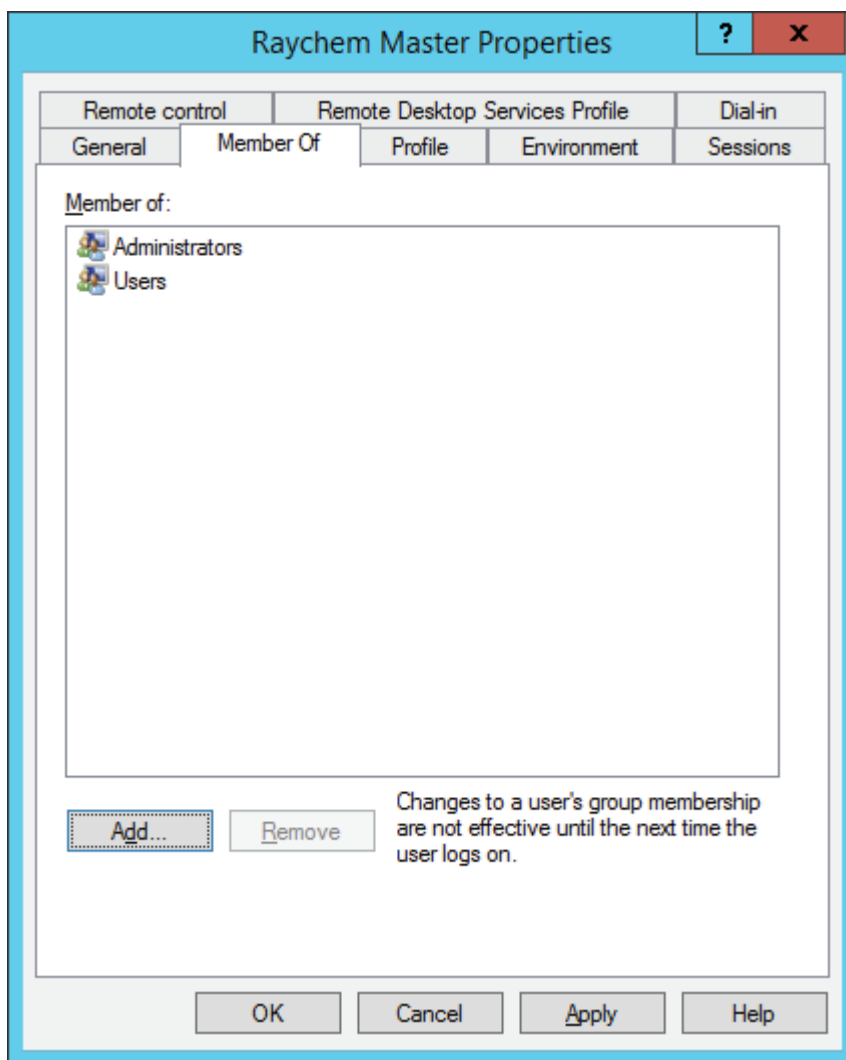 Raychem Master Properties
?
x
Remote control
Remote Desktop Services Profile
Dial-in
General
Member Of
Profile
Environment
Sessions
Member of:
Administrators
Users
Add...
Remove
Changes to a user's group membership
are not effective until the next time the
user logs on.
OK
Cancel
Apply
Help